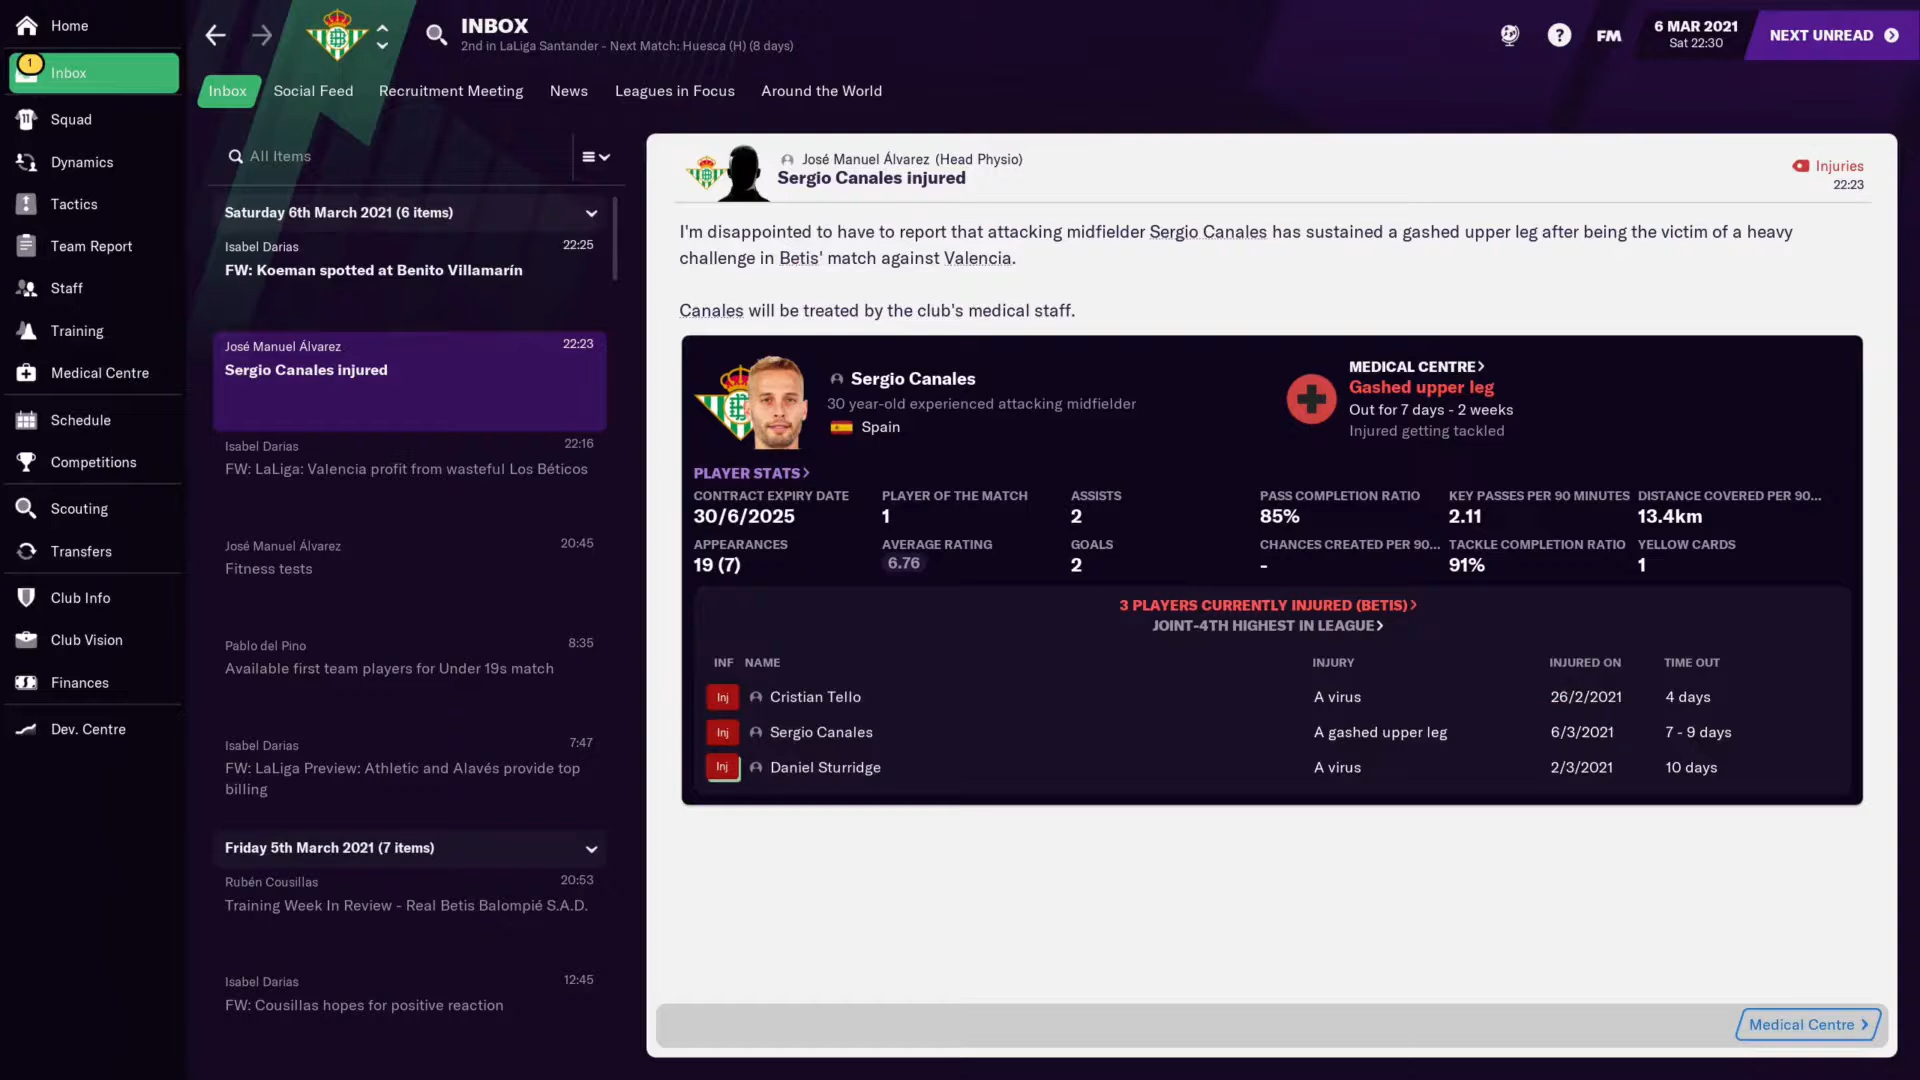 Home
1
Inbox
Squad
Dynamics
Tactics
Team Report
Staff
Training
Medical Centre
Schedule
Competitions
Scouting
Transfers
Club Info
Club Vision
Finances
Dev. Centre
INBOX
2nd in LaLiga Santander - Next Match: Huesca (H) (8 days)
FM
6 MAR 2021
Sat 22:30
NEXT UNREAD
Inbox
Social Feed
Recruitment Meeting
News
Leagues in Focus
Around the World
All Items
Saturday 6th March 2021 (6 items)
Isabel Darias 22:25
FW: Koeman spotted at Benito Villamarín
José Manuel Álvarez 22:23
Sergio Canales injured
Isabel Darias 22:16
FW: LaLiga: Valencia profit from wasteful Los Béticos
José Manuel Álvarez 20:45
Fitness tests
Pablo del Pino 8:35
Available first team players for Under 19s match
Isabel Darias 7:47
FW: LaLiga Preview: Athletic and Alavés provide top
billing
Friday 5th March 2021 (7 items)
Rubén Cousillas 20:53
Training Week In Review - Real Betis Balompié S.A.D.
Isabel Darias 12:45
FW: Cousillas hopes for positive reaction
José Manuel Álvarez (Head Physio)
Sergio Canales injured
Injuries
22:23
I'm disappointed to have to report that attacking midfielder Sergio Canales has sustained a gashed upper leg after being the victim of a heavy
challenge in Betis' match against Valencia.
Canales will be treated by the club's medical staff.
Sergio Canales
30 year-old experienced attacking midfielder
Spain
MEDICAL CENTRE>
Gashed upper leg
Out for 7 days - 2 weeks
Injured getting tackled
PLAYER STATS>
CONTRACT EXPIRY DATE PLAYER OF THE MATCH ASSISTS PASS COMPLETION RATIO KEY PASSES PER 90 MINUTES DISTANCE COVERED PER 90...
30/6/2025 1 2 85% 2.11 13.4km
APPEARANCES AVERAGE RATING GOALS CHANCES CREATED PER 90... TACKLE COMPLETION RATIO YELLOW CARDS
19 (7) 6.76 2 - 91% 1
3 PLAYERS CURRENTLY INJURED (BETIS)>
JOINT-4TH HIGHEST IN LEAGUE>
INF NAME INJURY INJURED ON TIME OUT
Inj Cristian Tello A virus 26/2/2021 4 days
Inj Sergio Canales A gashed upper leg 6/3/2021 7 - 9 days
Inj Daniel Sturridge A virus 2/3/2021 10 days
Medical Centre >